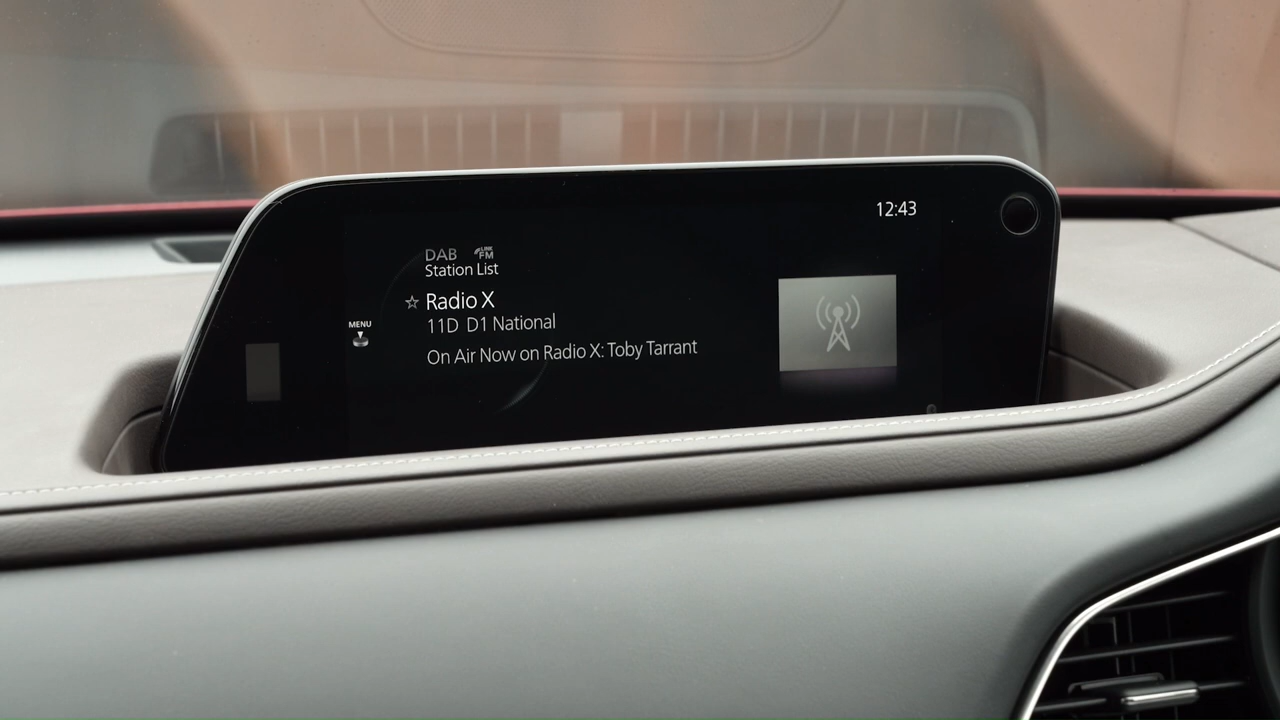 12:43
DAB LINK FM
Station List
☆ Radio X
MENU
11D D1 National
On Air Now on Radio X: Toby Tarrant